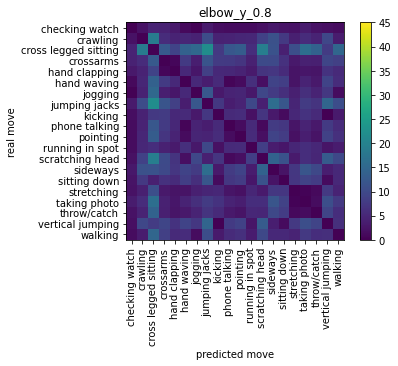 elbow_y_0.8
real move
checking watch
crawling
cross legged sitting
crossarms
hand clapping
hand waving
jogging
jumping jacks
kicking
phone talking
pointing
running in spot
scratching head
sideways
sitting down
stretching
taking photo
throw/catch
vertical jumping
walking
checking watch
crawling
cross legged sitting
crossarms
hand clapping
hand waving
jogging
jumping jacks
kicking
phone talking
pointing
running in spot
scratching head
sideways
sitting down
stretching
taking photo
throw/catch
vertical jumping
walking
predicted move
45
40
35
30
25
20
15
10
5
0